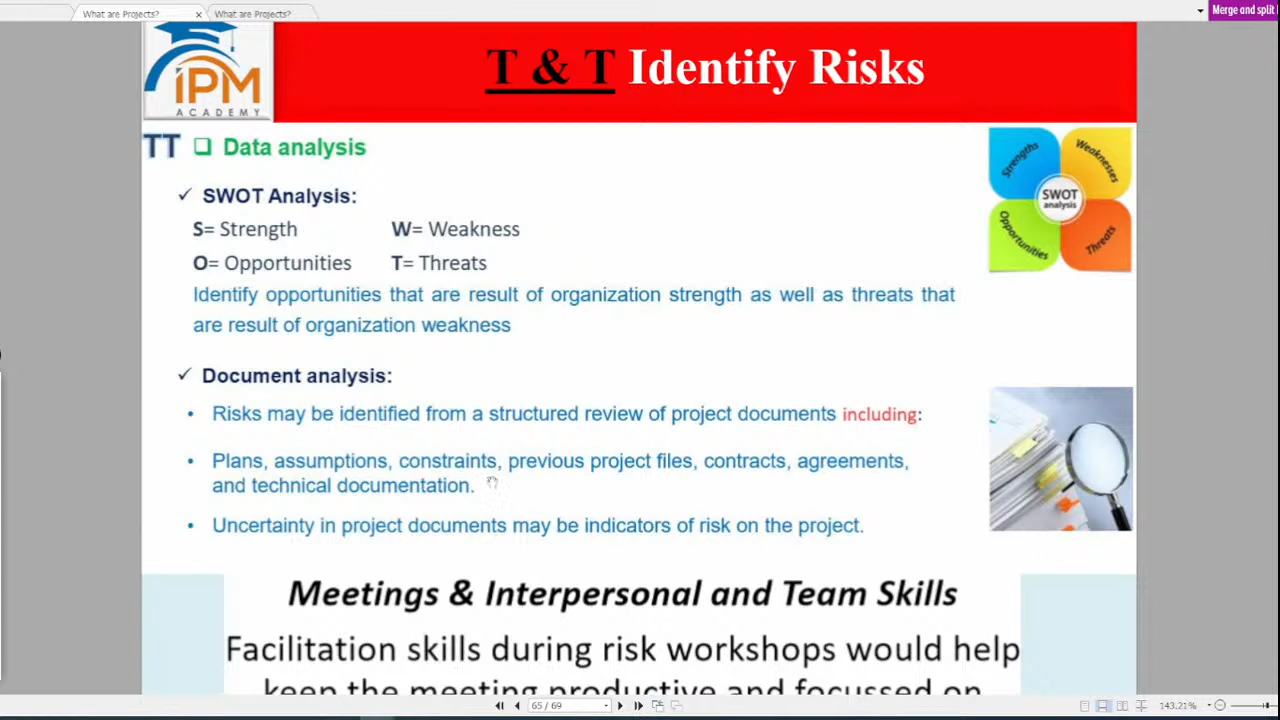 What are Projects?
What are Projects?
Merge and split
iPM
ACADEMY
T & T Identify Risks
TT Data analysis
SWOT Analysis:
S= Strength W= Weakness
O= Opportunities T= Threats
Identify opportunities that are result of organization strength as well as threats that
are result of organization weakness
Strengths
Weaknesses
SWOT
analysis
Opportunities
Threats
Document analysis:
• Risks may be identified from a structured review of project documents including:
• Plans, assumptions, constraints, previous project files, contracts, agreements,
and technical documentation.
• Uncertainty in project documents may be indicators of risk on the project.
Meetings & Interpersonal and Team Skills
Facilitation skills during risk workshops would help
keep the meeting productive and focussed on
65 / 69
143.21%